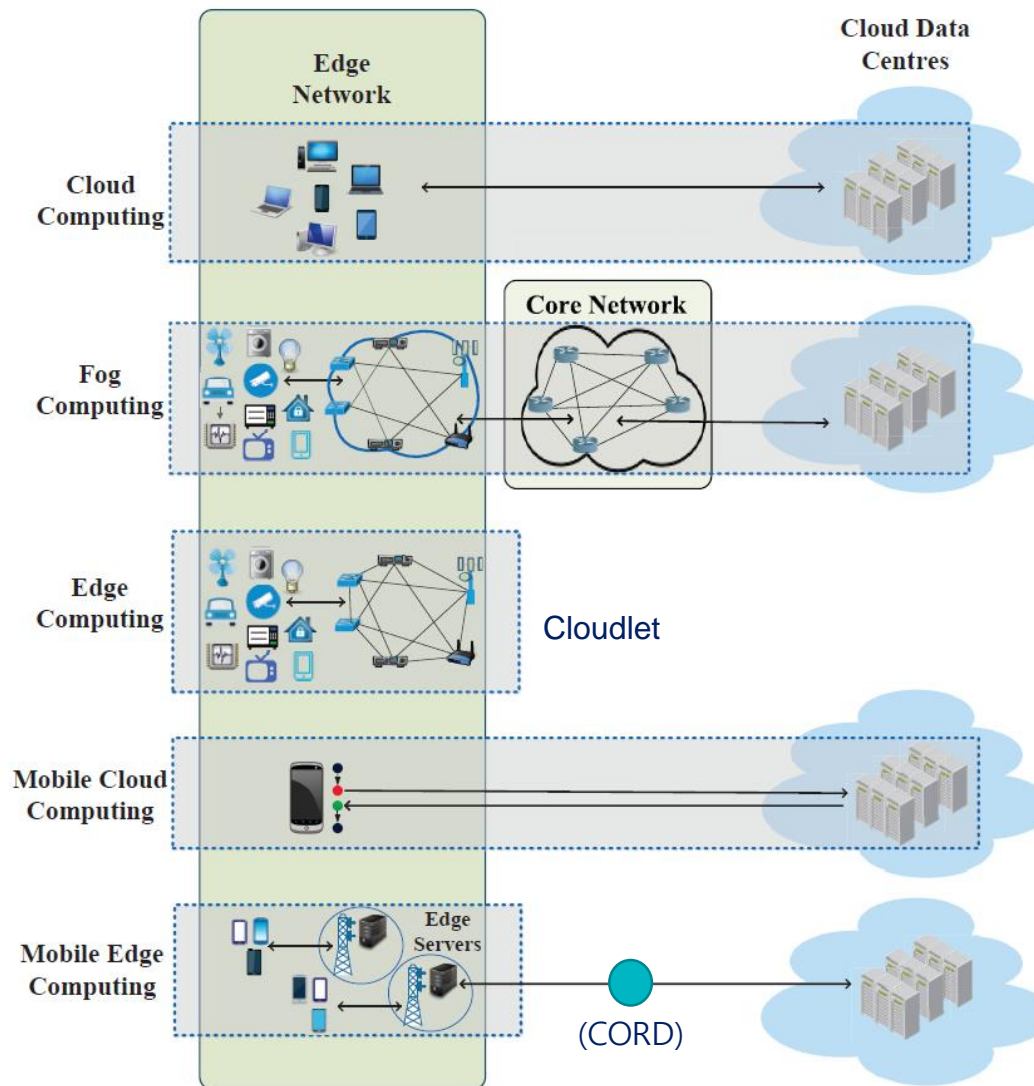 Cloud Data
Centres
Edge
Network
Cloud
Computing
Core Network
Fog
Computing
Edge
Computing
Cloudlet
Mobile Cloud
Computing
Edge
Servers
Mobile Edge
Computing
(CORD)